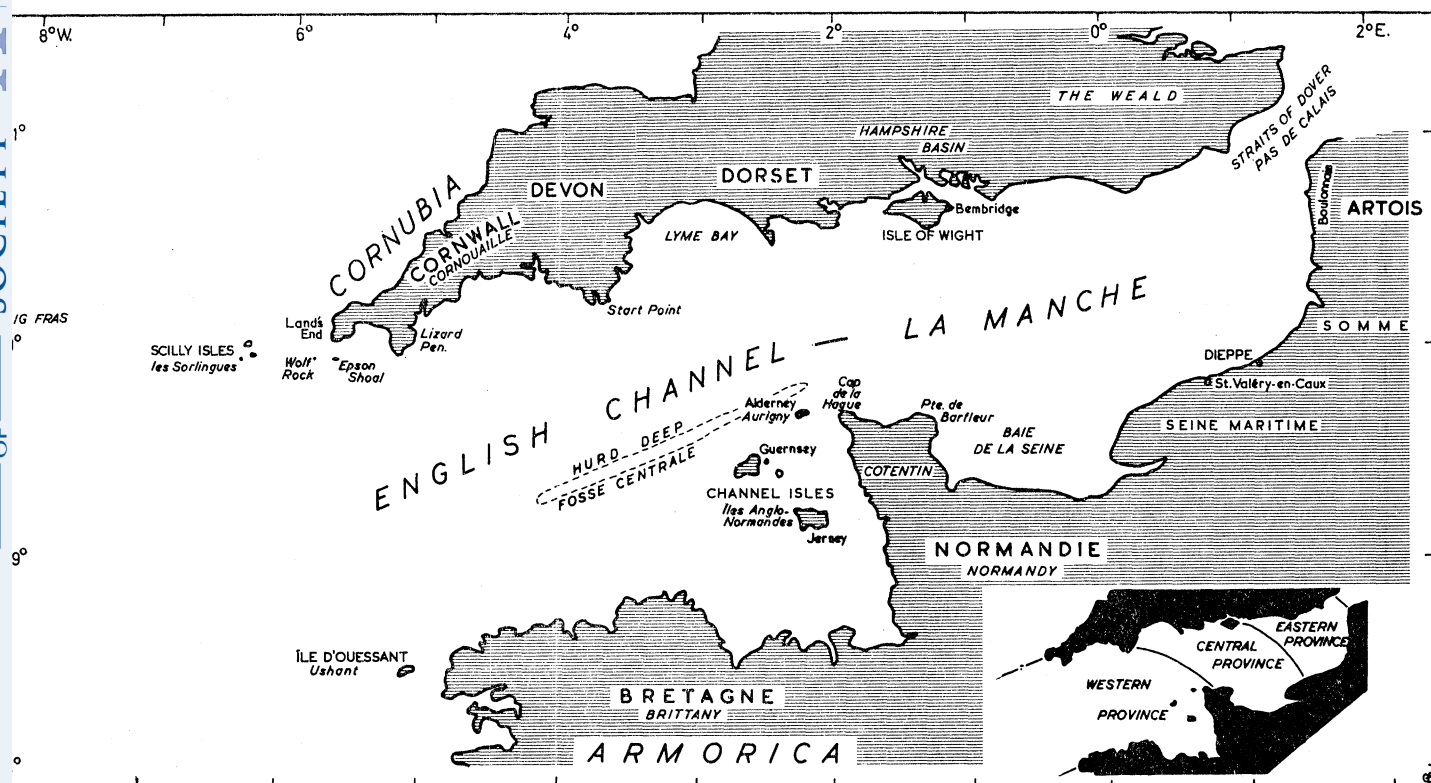 8°W.
6°
4°
2°
0°
2°E.
THE WEALD
STRAITS OF DOVER
PAS DE CALAIS
1°
HAMPSHIRE
BASIN
DEVON
DORSET
CORNUBIA
CORNWALL
CORNOUAILLE
Bembridge
Boulonnais
ARTOIS
LYME BAY
ISLE OF WIGHT
Start Point
LA MANCHE
IG FRAS
Land's
End
Lizard
Pen.
SOMME
SCILLY ISLES
les Sorlingues
Wolf
Rock
Epson
Shoal
DIEPPE
St.Valéry-en-Caux
ENGLISH CHANNEL —
Cap
de la
Hague
Alderney
Aurigny
Pte. de
Barfleur
SEINE MARITIME
BAIE
DE LA SEINE
HURD DEEP
FOSSE CENTRALE
Guernsey
COTENTIN
CHANNEL ISLES
Îles Anglo-
Normandes
Jersey
9°
NORMANDIE
NORMANDY
ÎLE D'OUESSANT
Ushant
BRETAGNE
BRITTANY
ARMORICA
EASTERN
PROVINCE
CENTRAL
PROVINCE
WESTERN
PROVINCE
SOCIETY